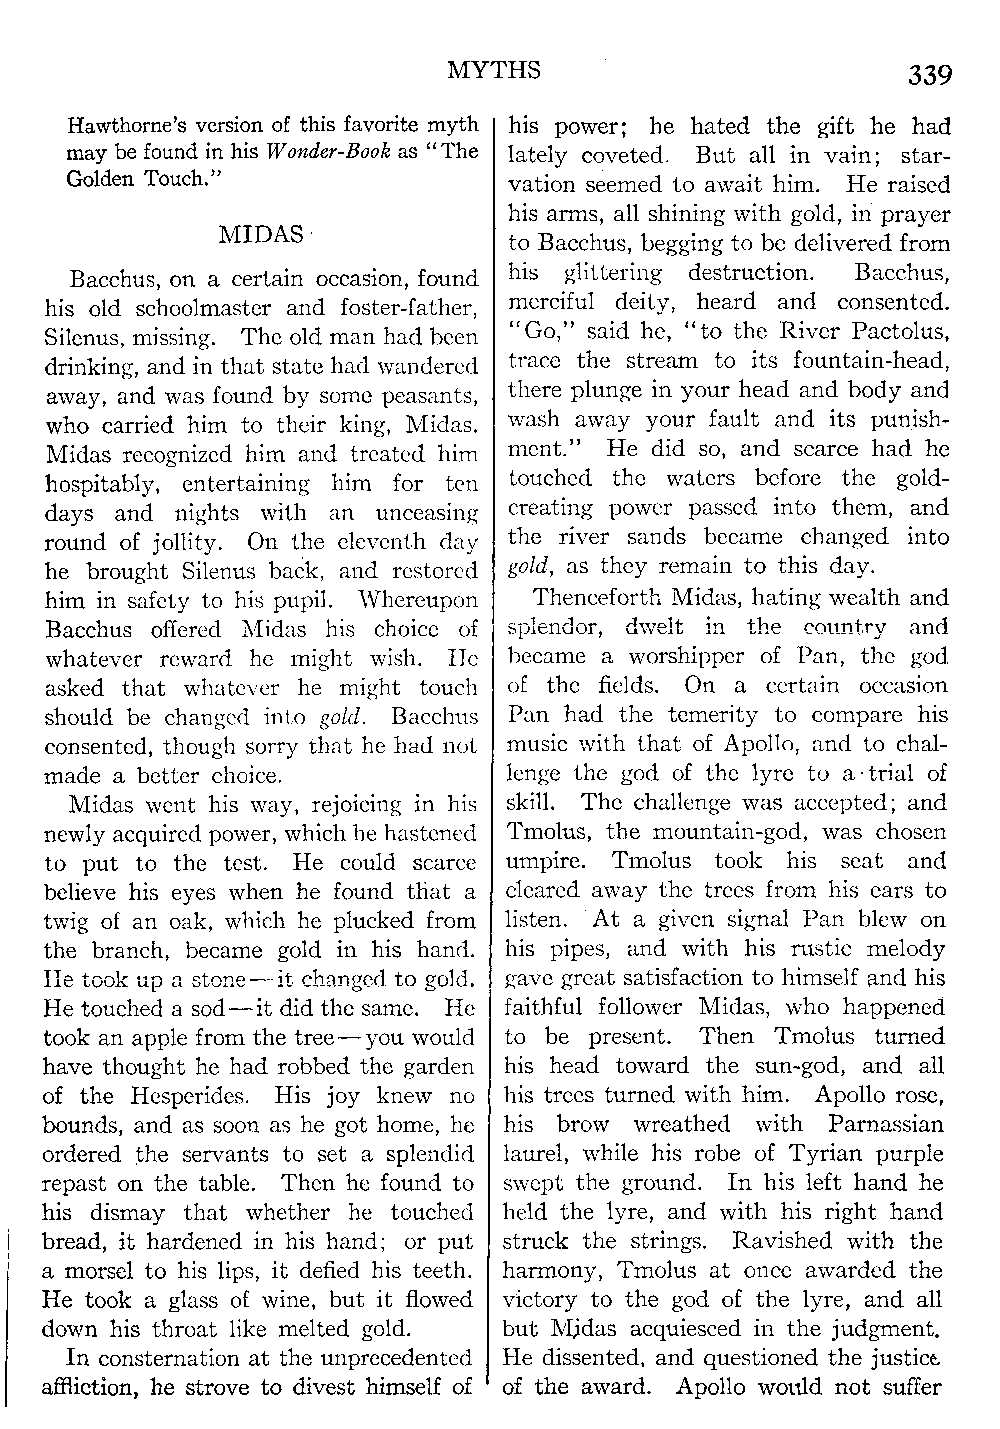 MYTHS
339
Hawthorne's version of this favorite myth
may be found in his Wonder-Book as "The
Golden Touch."
MIDAS
Bacchus, on a certain occasion, found
his old schoolmaster and foster-father,
Silenus, missing. The old man had been
drinking, and in that state had wandered
away, and was found by some peasants,
who carried him to their king, Midas.
Midas recognized him and treated him
hospitably, entertaining him for ten
days and nights with an unceasing
round of jollity. On the eleventh day
he brought Silenus back, and restored
him in safety to his pupil. Whereupon
Bacchus offered Midas his choice of
whatever reward he might wish. He
asked that whatever he might touch
should be changed into gold. Bacchus
consented, though sorry that he had not
made a better choice.
Midas went his way, rejoicing in his
newly acquired power, which he hastened
to put to the test. He could scarce
believe his eyes when he found that a
twig of an oak, which he plucked from
the branch, became gold in his hand.
He took up a stone—it changed to gold.
He touched a sod—it did the same. He
took an apple from the tree—you would
have thought he had robbed the garden
of the Hesperides. His joy knew no
bounds, and as soon as he got home, he
ordered the servants to set a splendid
repast on the table. Then he found to
his dismay that whether he touched
bread, it hardened in his hand; or put
a morsel to his lips, it defied his teeth.
He took a glass of wine, but it flowed
down his throat like melted gold.
In consternation at the unprecedented
affliction, he strove to divest himself of
his power; he hated the gift he had
lately coveted. But all in vain; star-
vation seemed to await him. He raised
his arms, all shining with gold, in prayer
to Bacchus, begging to be delivered from
his glittering destruction. Bacchus,
merciful deity, heard and consented.
"Go," said he, "to the River Pactolus,
trace the stream to its fountain-head,
there plunge in your head and body and
wash away your fault and its punish-
ment." He did so, and scarce had he
touched the waters before the gold-
creating power passed into them, and
the river sands became changed into
gold, as they remain to this day.
Thenceforth Midas, hating wealth and
splendor, dwelt in the country and
became a worshipper of Pan, the god
of the fields. On a certain occasion
Pan had the temerity to compare his
music with that of Apollo, and to chal-
lenge the god of the lyre to a trial of
skill. The challenge was accepted; and
Tmolus, the mountain-god, was chosen
umpire. Tmolus took his seat and
cleared away the trees from his ears to
listen. At a given signal Pan blew on
his pipes, and with his rustic melody
gave great satisfaction to himself and his
faithful follower Midas, who happened
to be present. Then Tmolus turned
his head toward the sun-god, and all
his trees turned with him. Apollo rose,
his brow wreathed with Parnassian
laurel, while his robe of Tyrian purple
swept the ground. In his left hand he
held the lyre, and with his right hand
struck the strings. Ravished with the
harmony, Tmolus at once awarded the
victory to the god of the lyre, and all
but Midas acquiesced in the judgment.
He dissented, and questioned the justice
of the award. Apollo would not suffer